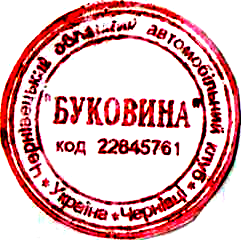 Чернівецький обласний автомобільний клуб
"БУКОВИНА"
код 22845761
* Україна * Чернівці *